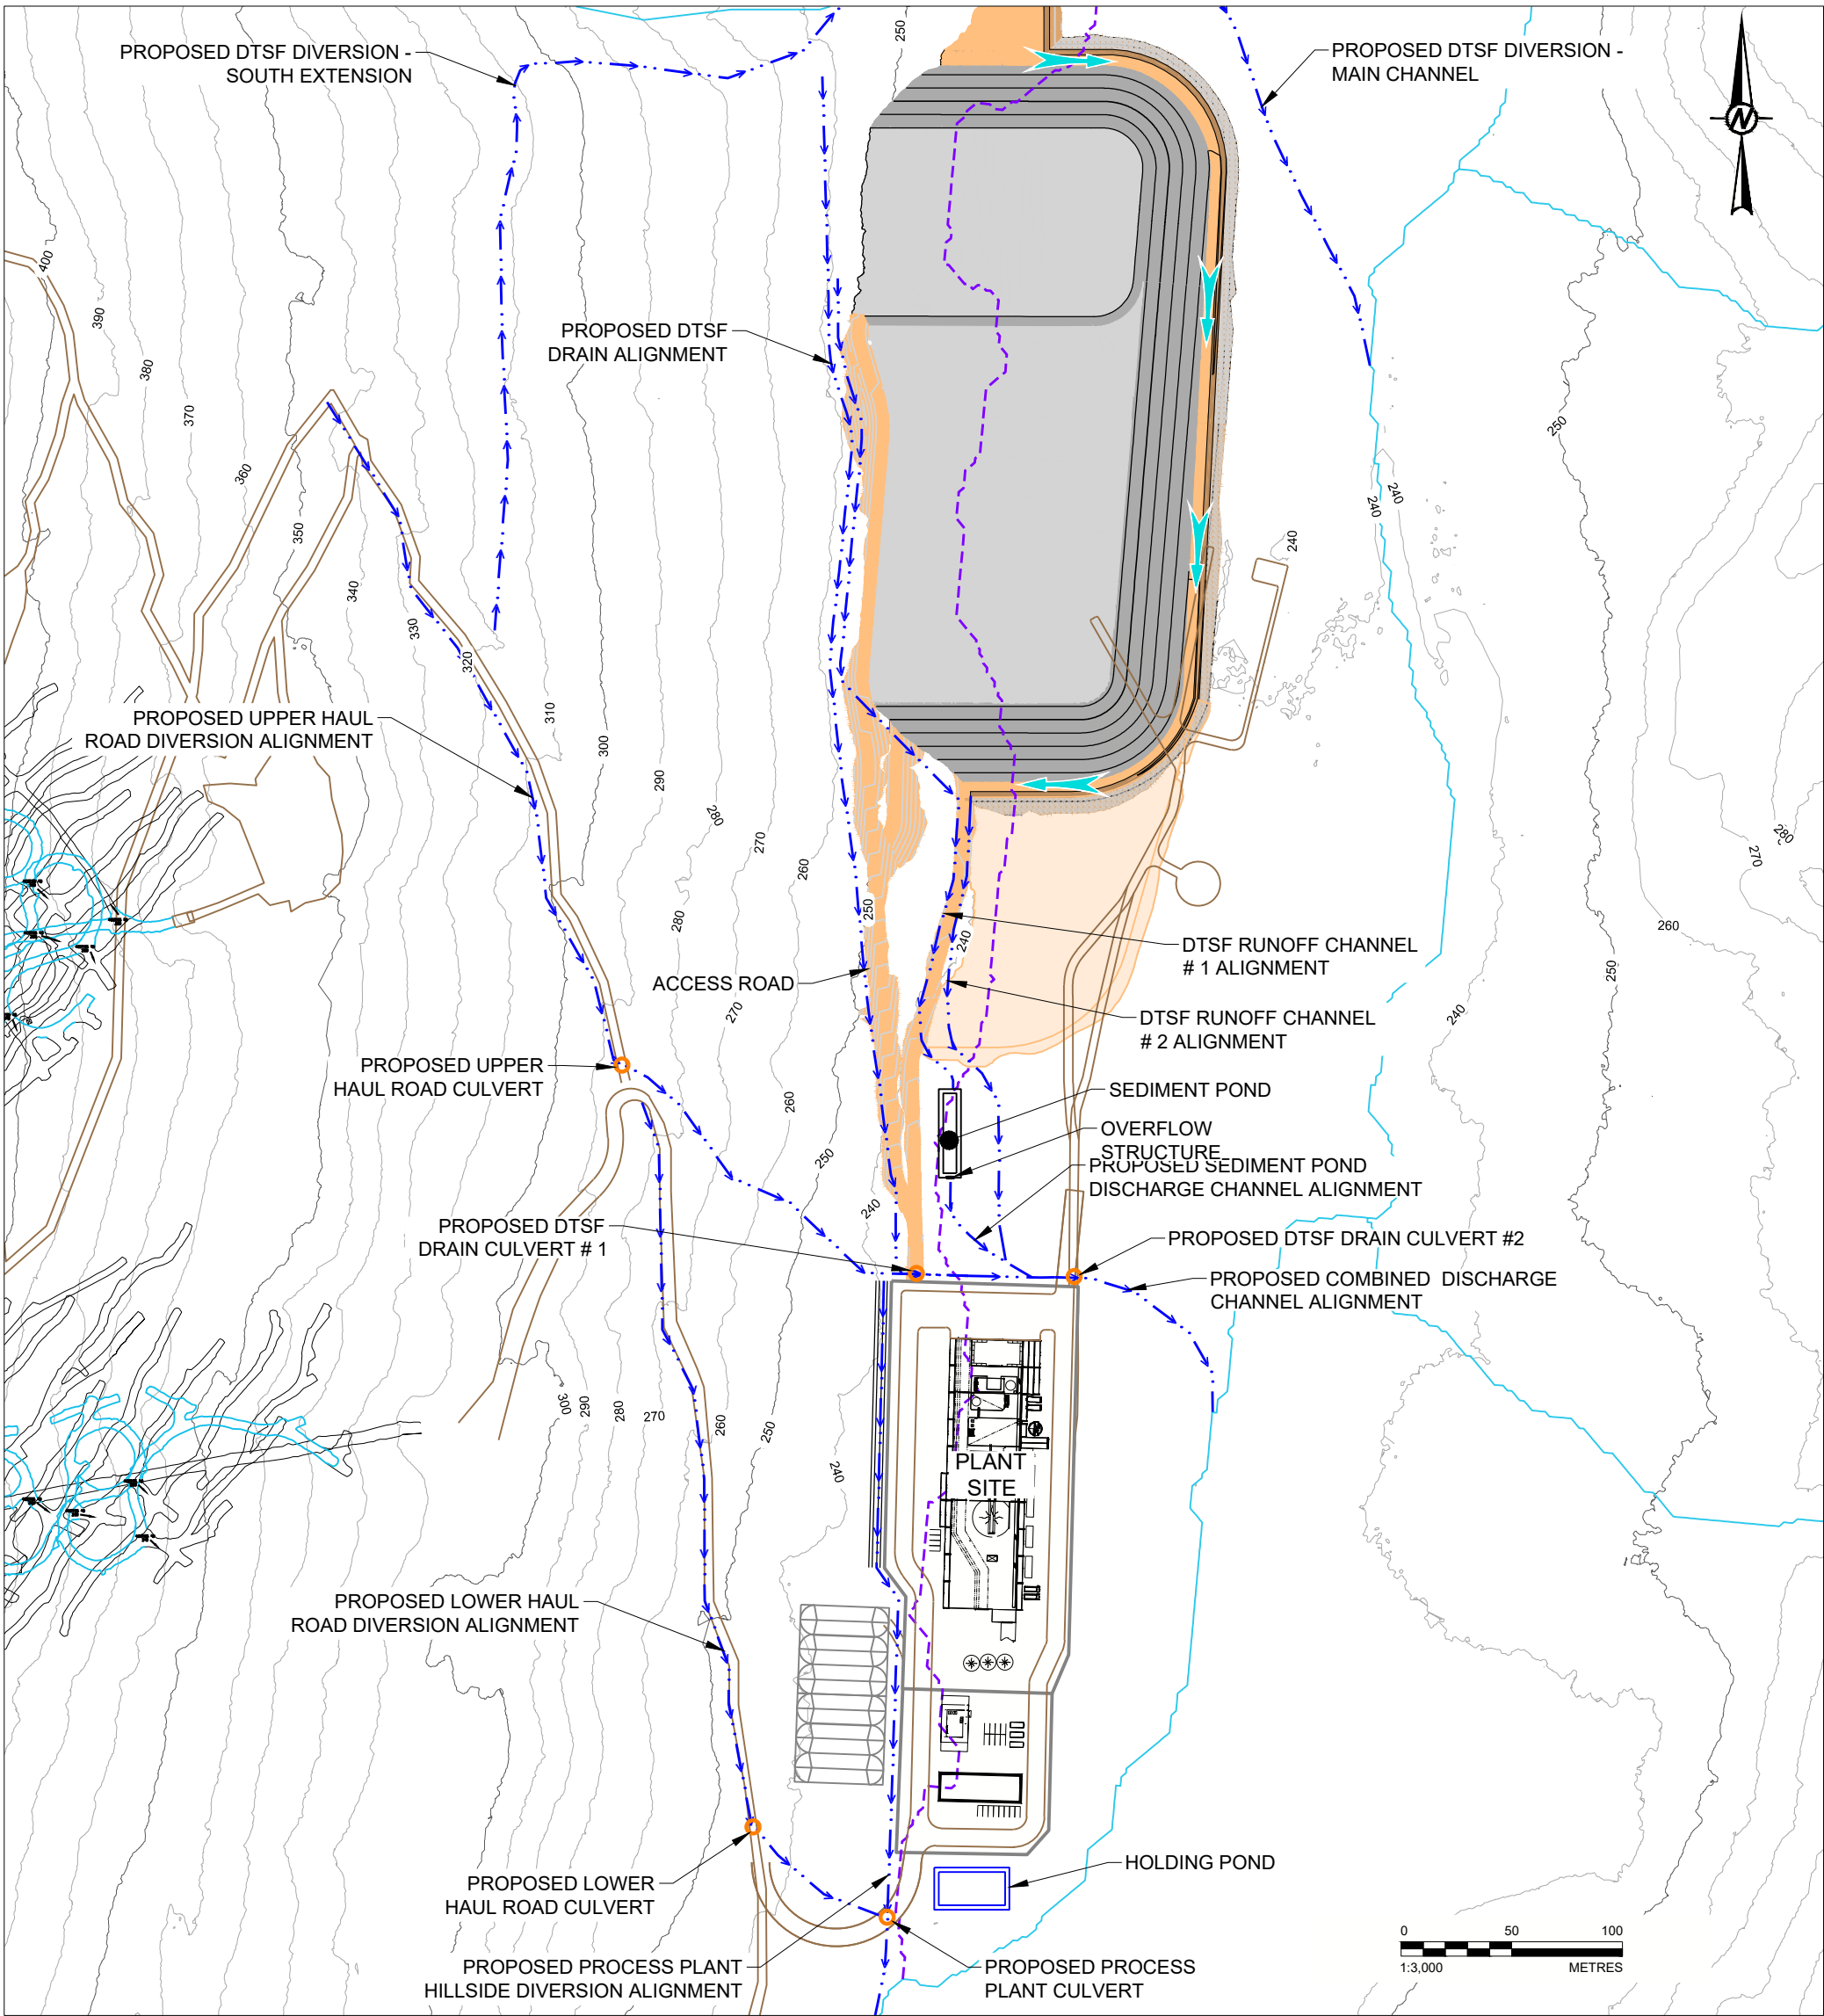 PROPOSED DTSF DIVERSION -
SOUTH EXTENSION
250
PROPOSED DTSF DIVERSION -
MAIN CHANNEL
N
400
390
380
370
360
350
340
330
320
310
300
290
280
270
260
PROPOSED DTSF
DRAIN ALIGNMENT
250
240
240
240
PROPOSED UPPER HAUL
ROAD DIVERSION ALIGNMENT
280
270
260
250
240
250
240
280
270
260
DTSF RUNOFF CHANNEL
# 1 ALIGNMENT
ACCESS ROAD
DTSF RUNOFF CHANNEL
# 2 ALIGNMENT
PROPOSED UPPER
HAUL ROAD CULVERT
SEDIMENT POND
OVERFLOW
STRUCTURE
PROPOSED SEDIMENT POND
DISCHARGE CHANNEL ALIGNMENT
250
240
PROPOSED DTSF
DRAIN CULVERT # 1
PROPOSED DTSF DRAIN CULVERT #2
PROPOSED COMBINED DISCHARGE
CHANNEL ALIGNMENT
300
290
280
270
260
250
240
PLANT
SITE
PROPOSED LOWER HAUL
ROAD DIVERSION ALIGNMENT
PROPOSED LOWER
HAUL ROAD CULVERT
HOLDING POND
PROPOSED PROCESS PLANT
HILLSIDE DIVERSION ALIGNMENT
PROPOSED PROCESS
PLANT CULVERT
0 50 100
1:3,000 METRES